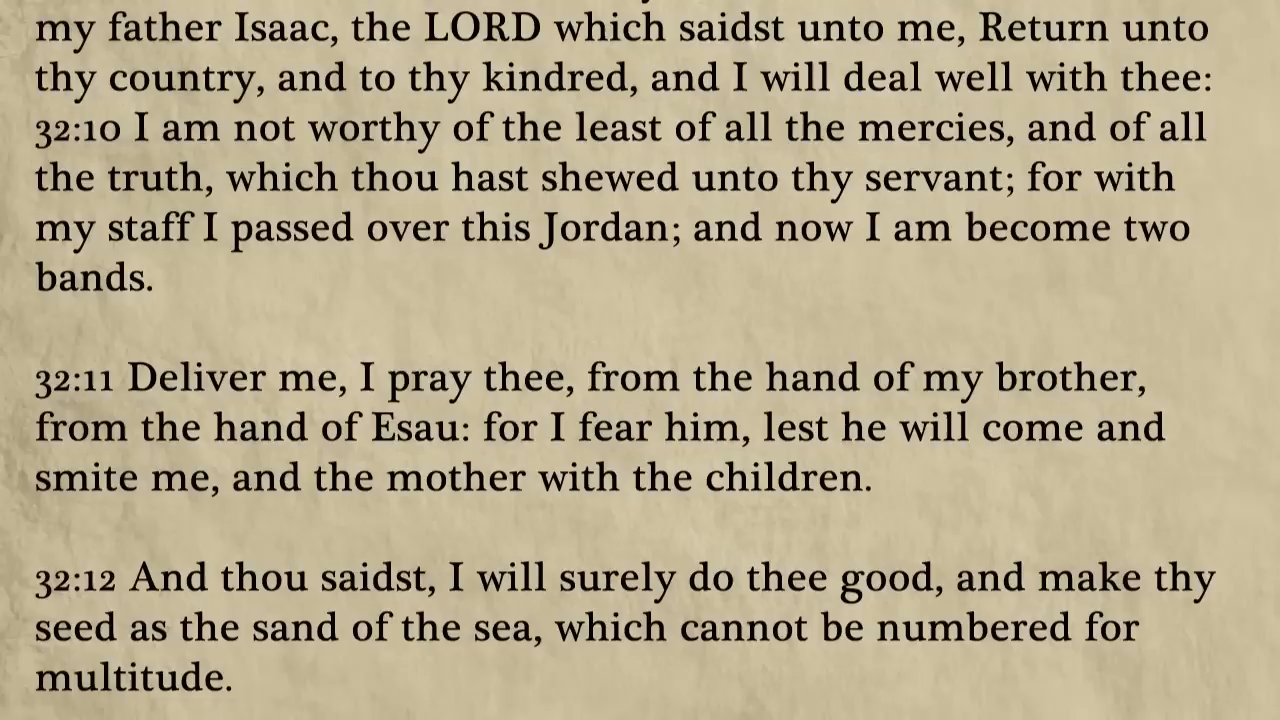 my father Isaac, the LORD which saidst unto me, Return unto
thy country, and to thy kindred, and I will deal well with thee:
32:10 I am not worthy of the least of all the mercies, and of all
the truth, which thou hast shewed unto thy servant; for with
my staff I passed over this Jordan; and now I am become two
bands.
32:11 Deliver me, I pray thee, from the hand of my brother,
from the hand of Esau: for I fear him, lest he will come and
smite me, and the mother with the children.
32:12 And thou saidst, I will surely do thee good, and make thy
seed as the sand of the sea, which cannot be numbered for
multitude.